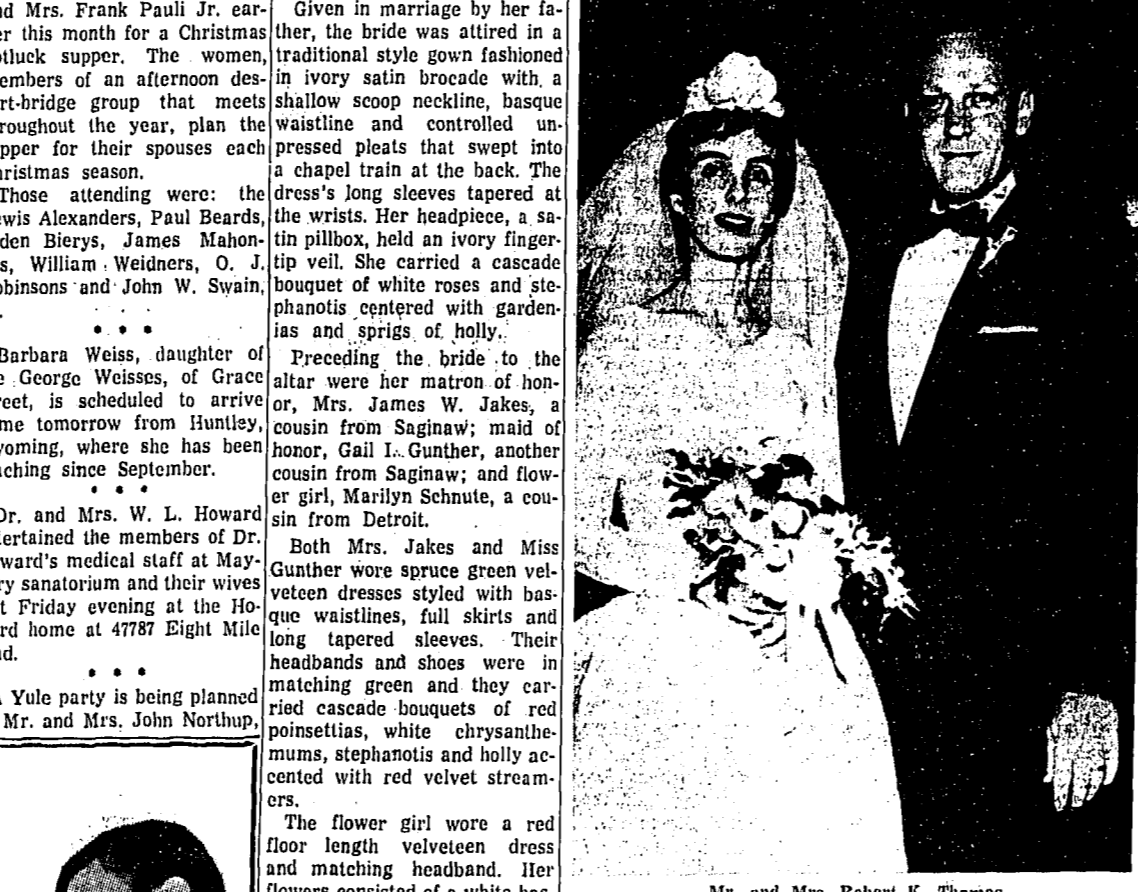 nd Mrs. Frank Pauli Jr. ear-
er this month for a Christmas
otluck supper. The women,
embers of an afternoon des-
rt-bridge group that meets
roughout the year, plan the
pper for their spouses each
ristmas season.
Those attending were: the
ewis Alexanders, Paul Beards,
den Bierys, James Mahon-
s, William Weidners, O. J.
obinsons and John W. Swain,
.
• • •
Barbara Weiss, daughter of
e George Weisses, of Grace
reet, is scheduled to arrive
me tomorrow from Huntley,
yoming, where she has been
aching since September.
• • •
Dr. and Mrs. W. L. Howard
tertained the members of Dr.
ward's medical staff at May-
ry sanatorium and their wives
t Friday evening at the Ho-
rd home at 47787 Eight Mile
ad.
• • •
A Yule party is being planned
Mr. and Mrs. John Northup,
Given in marriage by her fa-
ther, the bride was attired in a
traditional style gown fashioned
in ivory satin brocade with a
shallow scoop neckline, basque
waistline and controlled un-
pressed pleats that swept into
a chapel train at the back. The
dress's long sleeves tapered at
the wrists. Her headpiece, a sa-
tin pillbox, held an ivory finger-
tip veil. She carried a cascade
bouquet of white roses and ste-
phanotis centered with garden-
ias and sprigs of holly.
Preceding the bride to the
altar were her matron of hon-
or, Mrs. James W. Jakes, a
cousin from Saginaw; maid of
honor, Gail I. Gunther, another
cousin from Saginaw; and flow-
er girl, Marilyn Schnute, a cou-
sin from Detroit.
Both Mrs. Jakes and Miss
Gunther wore spruce green vel-
veteen dresses styled with bas-
que waistlines, full skirts and
long tapered sleeves. Their
headbands and shoes were in
matching green and they car-
ried cascade bouquets of red
poinsettias, white chrysanthe-
mums, stephanotis and holly ac-
cented with red velvet stream-
ers.
The flower girl wore a red
floor length velveteen dress
and matching headband. Her
flowers consisted of a white bas-
Mr. and Mrs. Robert K. Thomas